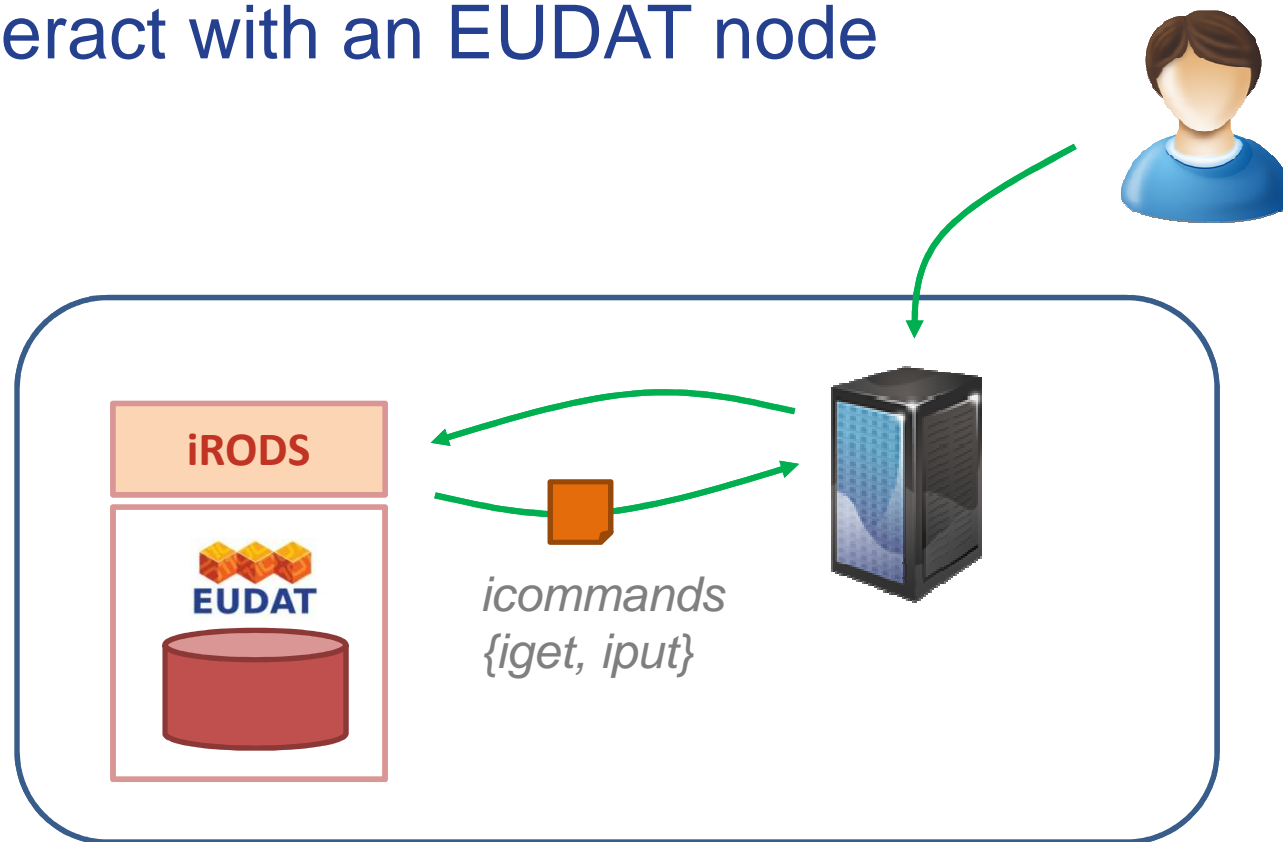 eract with an EUDAT node
iRODS
EUDAT
icommands
{iget, iput}